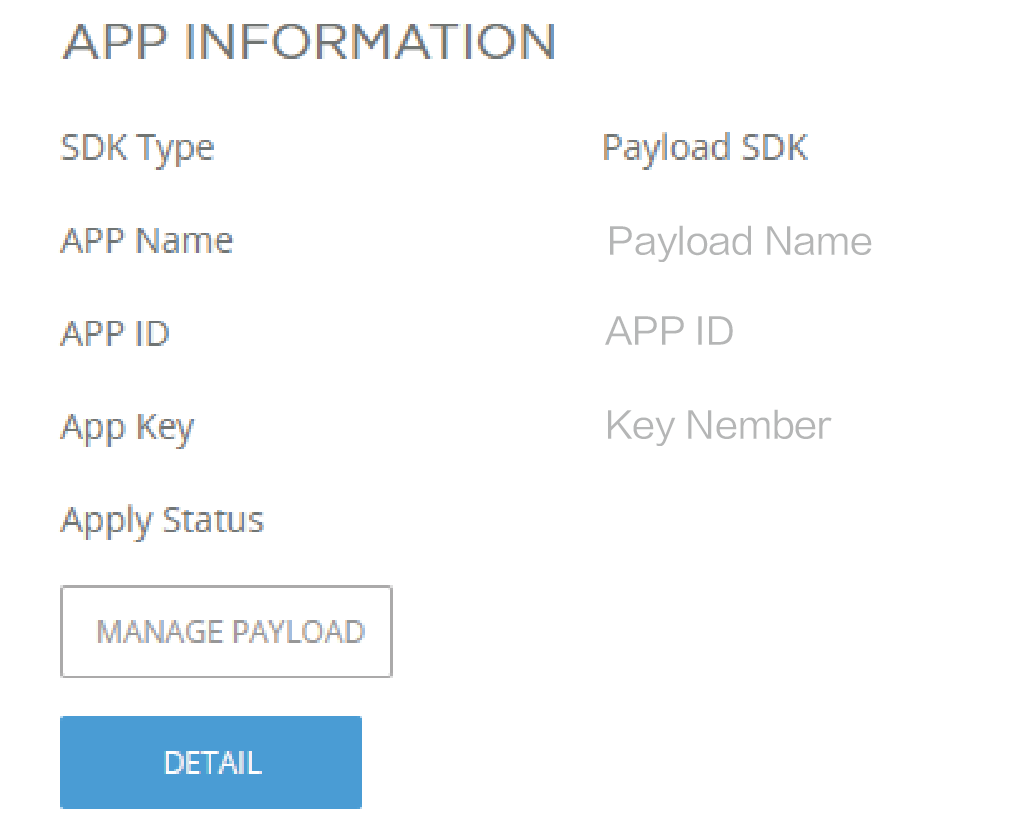 APP INFORMATION
SDK Type Payload SDK
APP Name Payload Name
APP ID APP ID
App Key Key Nember
Apply Status
MANAGE PAYLOAD
DETAIL